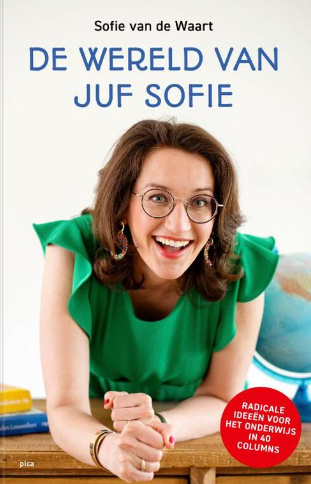 Sofie van de Waart
DE WERELD VAN
JUF SOFIE
RADICALE
IDEEËN VOOR
HET ONDERWIJS
IN 40
COLUMNS
pica